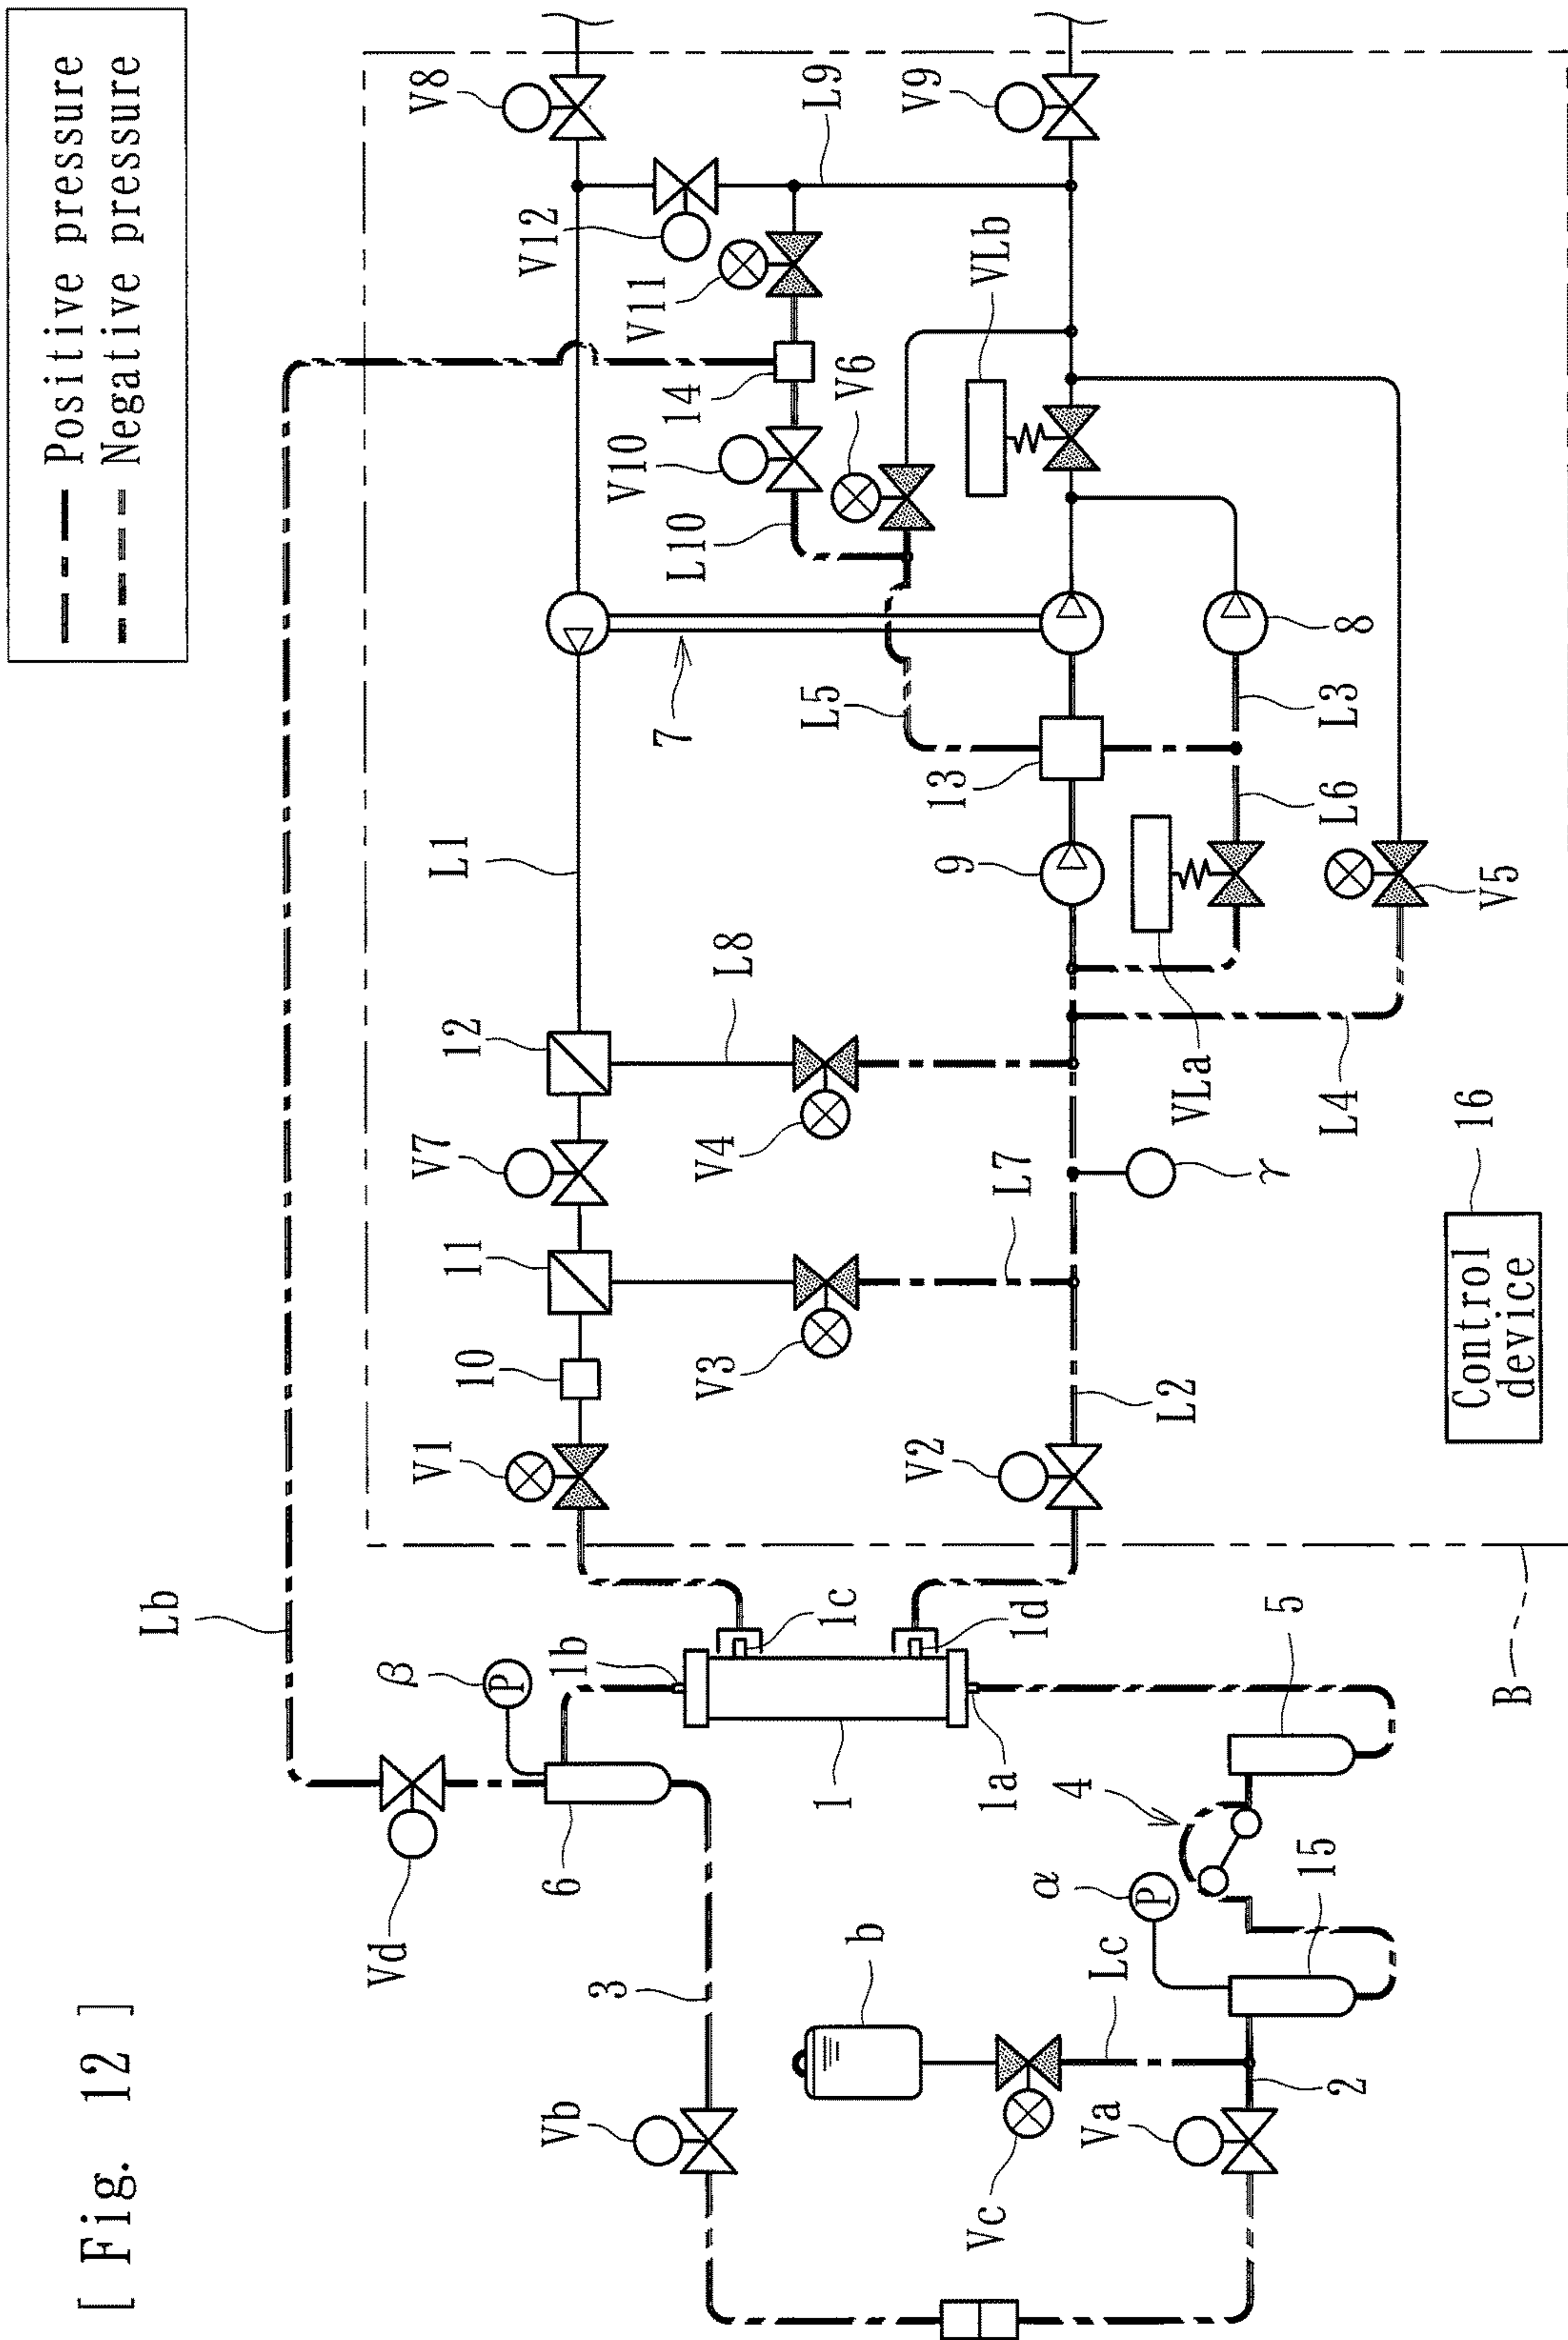 [ Fig. 12 ]
Positive pressure
Negative pressure
Lb
Vd
β
P
6
1b
1c
1
1d
1a
3
Vb
b
Vc
Lc
Va
2
α
P
15
4
5
B
V1
10
11
V7
12
L1
V3
V4
L8
L7
V2
L2
γ
L4
VLa
9
13
L5
7
L6
L3
8
V5
L10
V10
14
V11
V12
V6
VLb
L9
V8
V9
16
Control
device